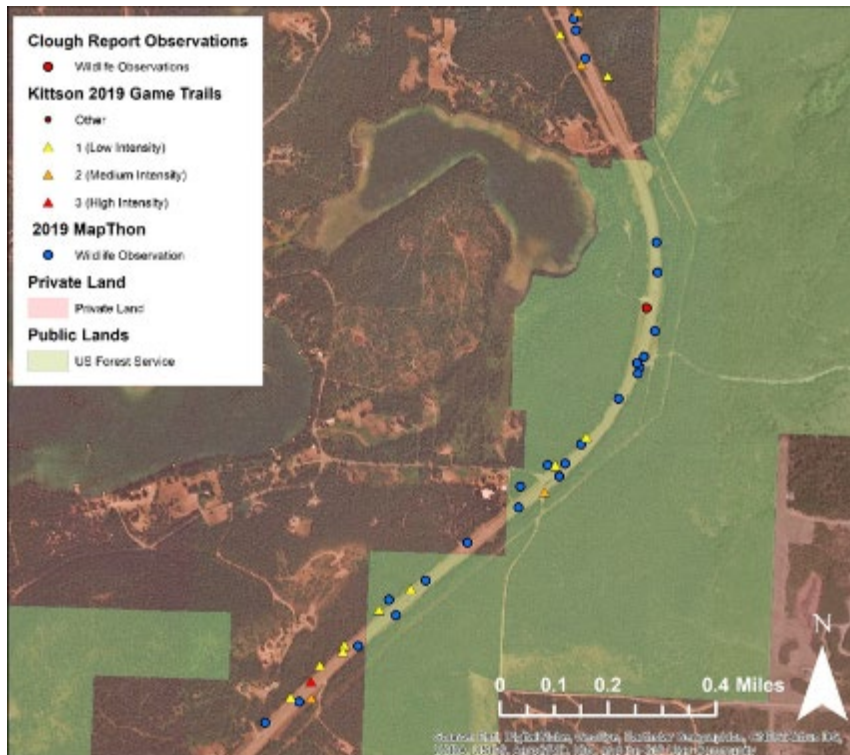 Clough Report Observations
Wildlife Observations
Kittson 2019 Game Trails
Other
1 (Low Intensity)
2 (Medium Intensity)
3 (High Intensity)
2019 MapThon
Wildlife Observation
Private Land
Private Land
Public Lands
US Forest Service
N
0 0.1 0.2 0.4 Miles